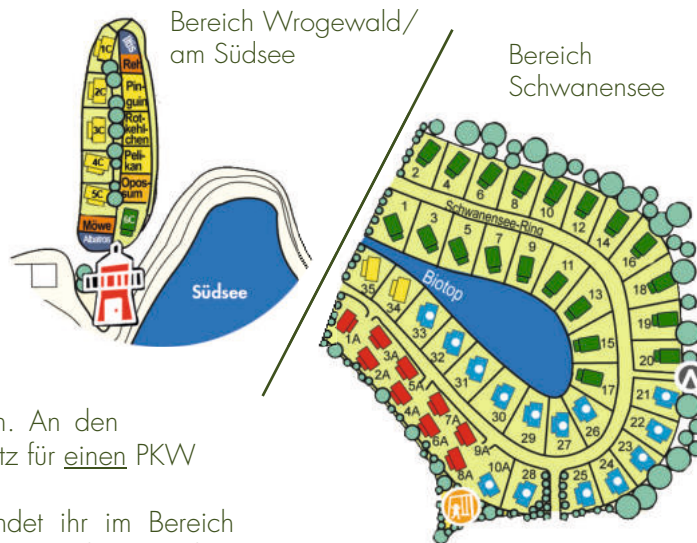 Bereich Wrogewald/
am Südsee
Bereich
Schwanensee
1C
Reh
2C
Pin-
guin
3C
Rot-
kehl-
chen
4C
Peli-
kan
5C
Opos-
sum
6C
Möwe
Albatros
Südsee
2
4
6
8
10
12
14
16
18
19
20
Schwanensee-Ring
1
3
5
7
9
11
13
15
17
Biotop
35
34
33
32
31
30
29
27
26
21
22
23
24
25
28
1A
3A
2A
5A
4A
7A
6A
9A
8A
10A
n. An den
tz für einen PKW
ndet ihr im Bereich